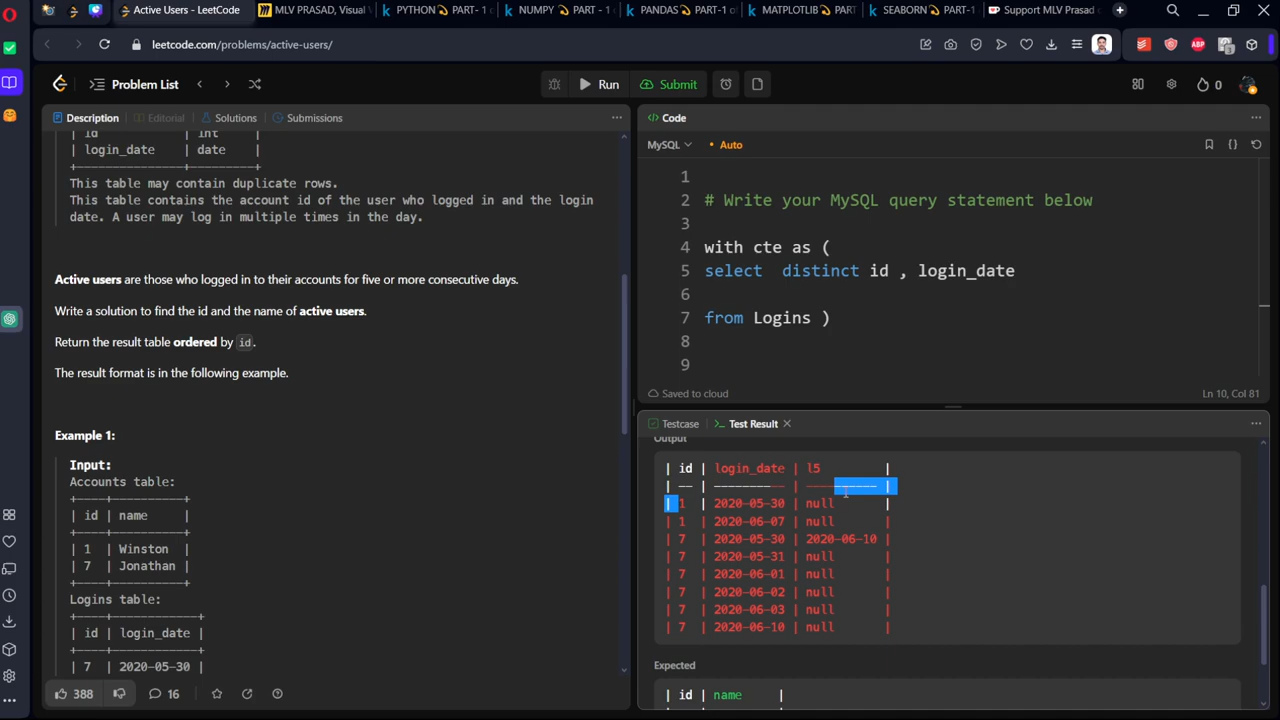 Active Users - LeetCode
MLV PRASAD, Visual
PYTHON PART- 1
NUMPY PART - 1
PANDAS PART-1 o
MATPLOTLIB PART
SEABORN PART-1
Support MLV Prasad
leetcode.com/problems/active-users/
Problem List
Run
Submit
0
Description
Editorial
Solutions
Submissions
| id | int |
| login_date | date |
+---------------+---------+
This table may contain duplicate rows.
This table contains the account id of the user who logged in and the login
date. A user may log in multiple times in the day.
Active users are those who logged in to their accounts for five or more consecutive days.
Write a solution to find the id and the name of active users.
Return the result table ordered by id.
The result format is in the following example.
Example 1:
Input:
Accounts table:
+----+----------+
| id | name |
+----+----------+
| 1 | Winston |
| 7 | Jonathan |
+----+----------+
Logins table:
+----+------------+
| id | login_date |
+----+------------+
| 7 | 2020-05-30 |
388
16
Code
MySQL
Auto
1
2 # Write your MySQL query statement below
3
4 with cte as (
5 select distinct id , login_date
6
7 from Logins )
8
9
Saved to cloud
Ln 10, Col 81
Testcase
Test Result
Output
| id | login_date | l5 |
| -- | ---------- | ---------- |
| 1 | 2020-05-30 | null |
| 1 | 2020-06-07 | null |
| 7 | 2020-05-30 | 2020-06-10 |
| 7 | 2020-05-31 | null |
| 7 | 2020-06-01 | null |
| 7 | 2020-06-02 | null |
| 7 | 2020-06-03 | null |
| 7 | 2020-06-10 | null |
Expected
| id | name |